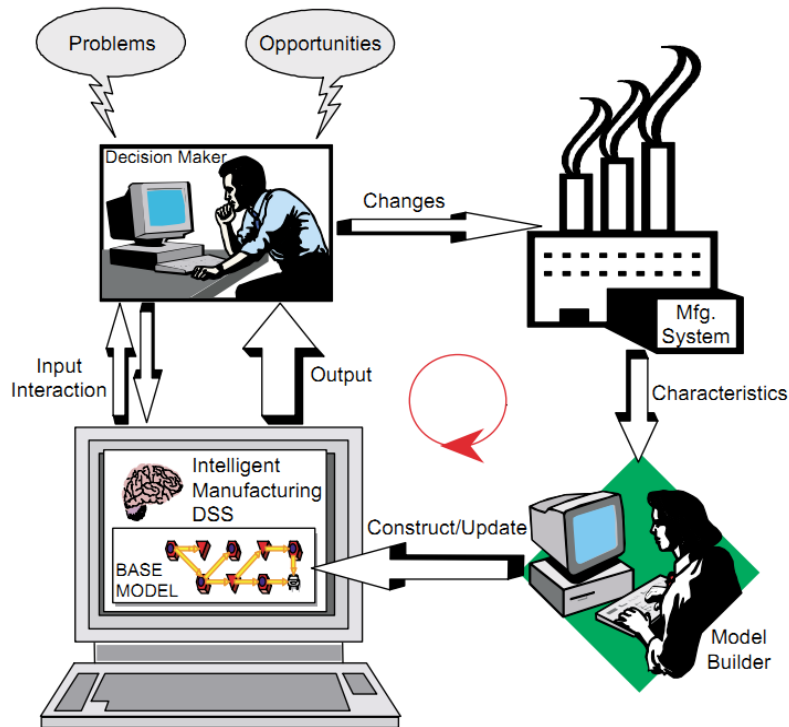 Problems
Opportunities
Decision Maker
Changes
Mfg.
System
Input
Interaction
Output
Characteristics
Intelligent
Manufacturing
DSS
Construct/Update
BASE
MODEL
Model
Builder